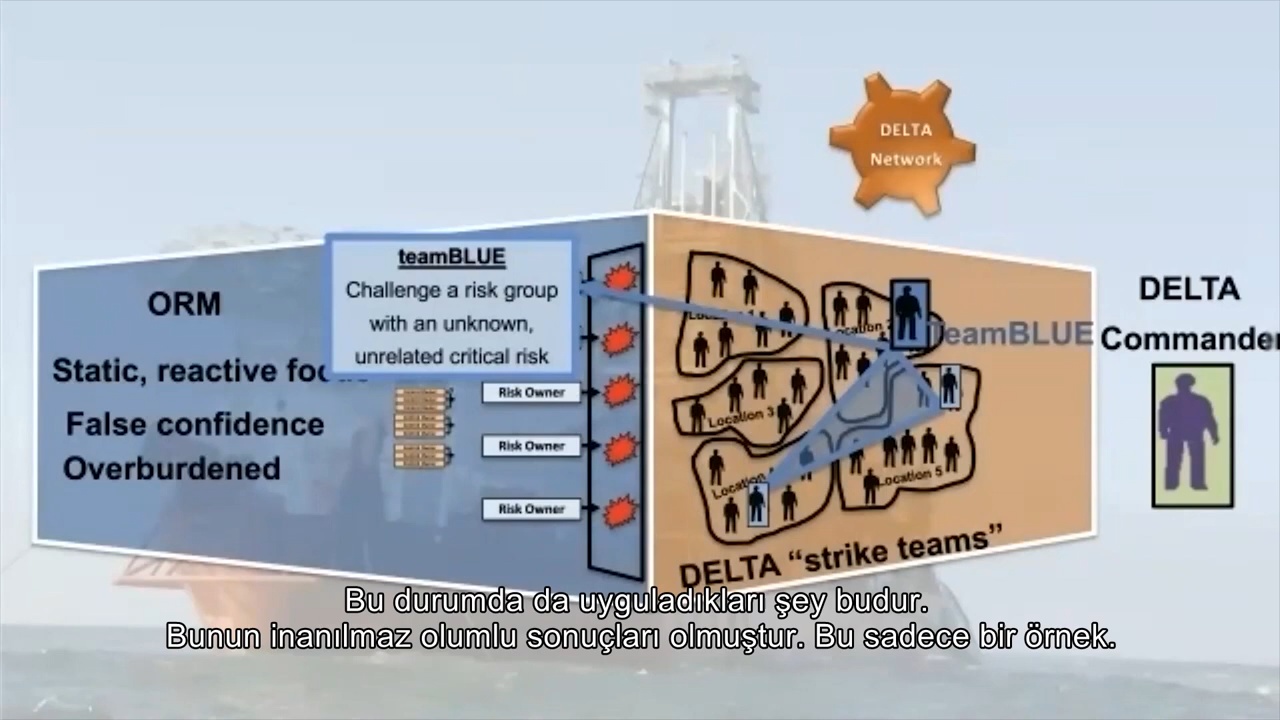 DELTA
Network
teamBLUE
Challenge a risk group
with an unknown,
unrelated critical risk
ORM
Static, reactive
False confidence
Overburdened
Risk Owner
Risk Owner
Risk Owner
Location 3
Location 5
TeamBLUE
DELTA
Commander
DELTA “strike teams”
Bu durumda da uyguladıkları şey budur.
Bunun inanılmaz olumlu sonuçları olmuştur. Bu sadece bir örnek.